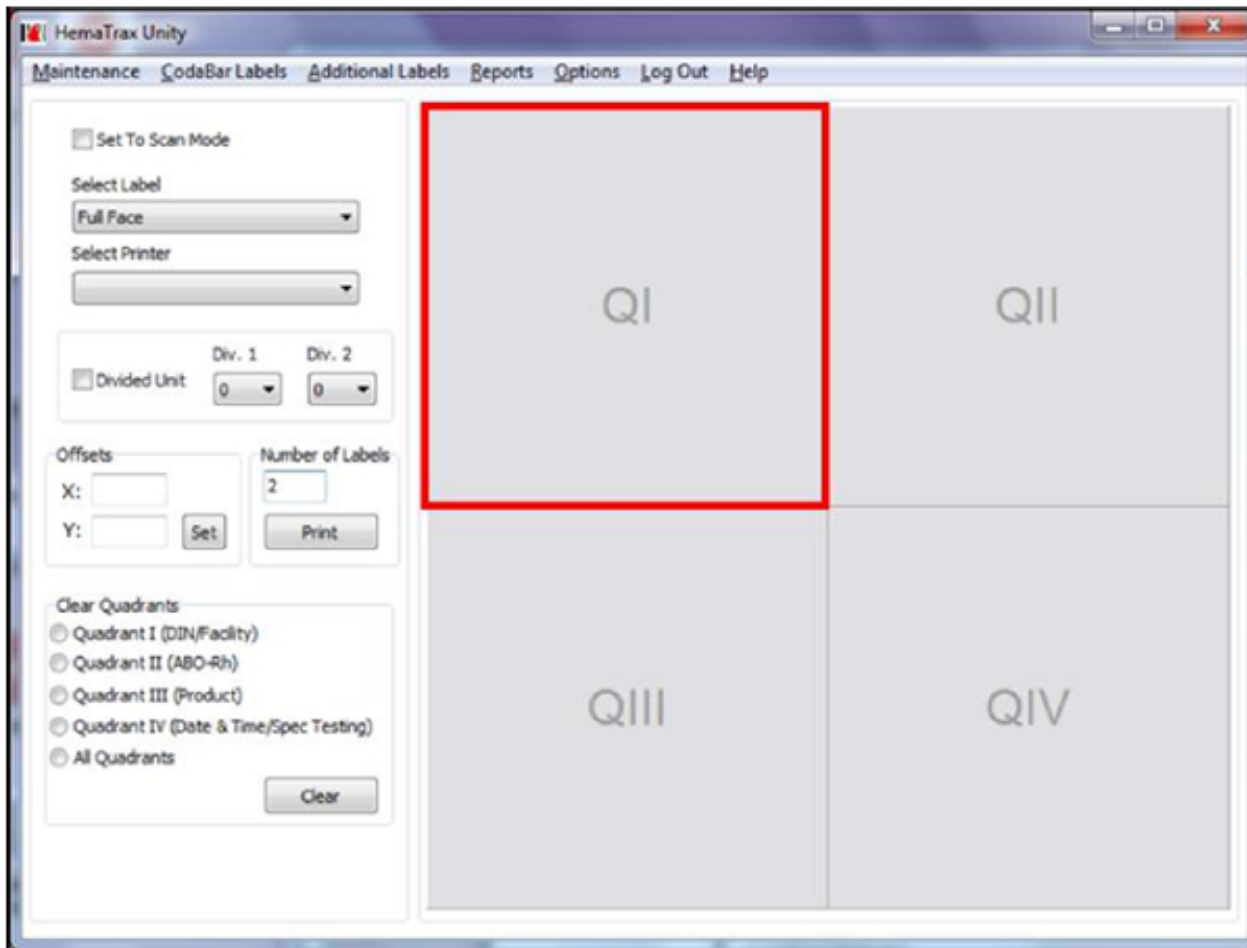 HemaTrax Unity
Maintenance CodaBar Labels Additional Labels Reports Options Log Out Help
Set To Scan Mode
Select Label
Full Face
Select Printer
Div. 1 Div. 2
Divided Unit 0 0
Offsets
X:
Y: Set
Number of Labels
2
Print
Clear Quadrants
Quadrant I (DIN/Facility)
Quadrant II (ABO-Rh)
Quadrant III (Product)
Quadrant IV (Date & Time/Spec Testing)
All Quadrants
Clear
QI QII
QIII QIV